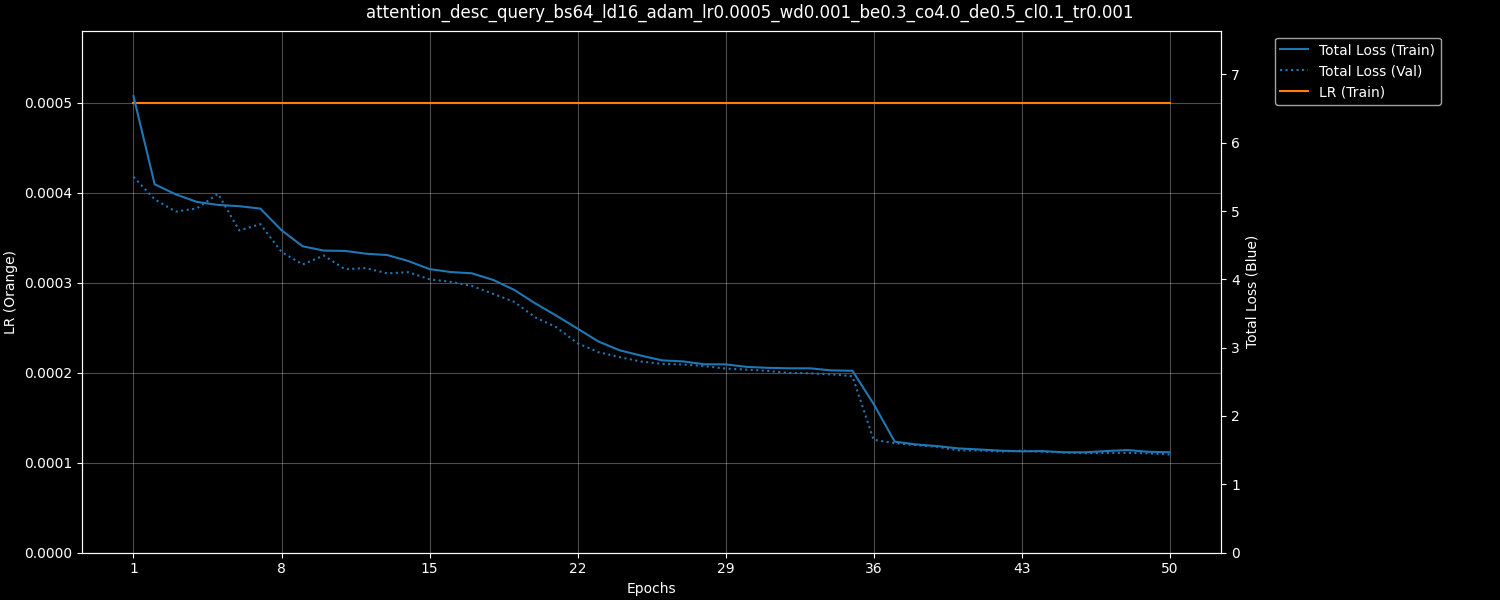 attention_desc_query_bs64_ld16_adam_lr0.0005_wd0.001_be0.3_co4.0_de0.5_cl0.1_tr0.001
Total Loss (Train)
Total Loss (Val)
LR (Train)
0.0005
0.0004
0.0003
0.0002
0.0001
0.0000
LR (Orange)
7
6
5
4
3
2
1
0
Total Loss (Blue)
1 8 15 22 29 36 43 50
Epochs